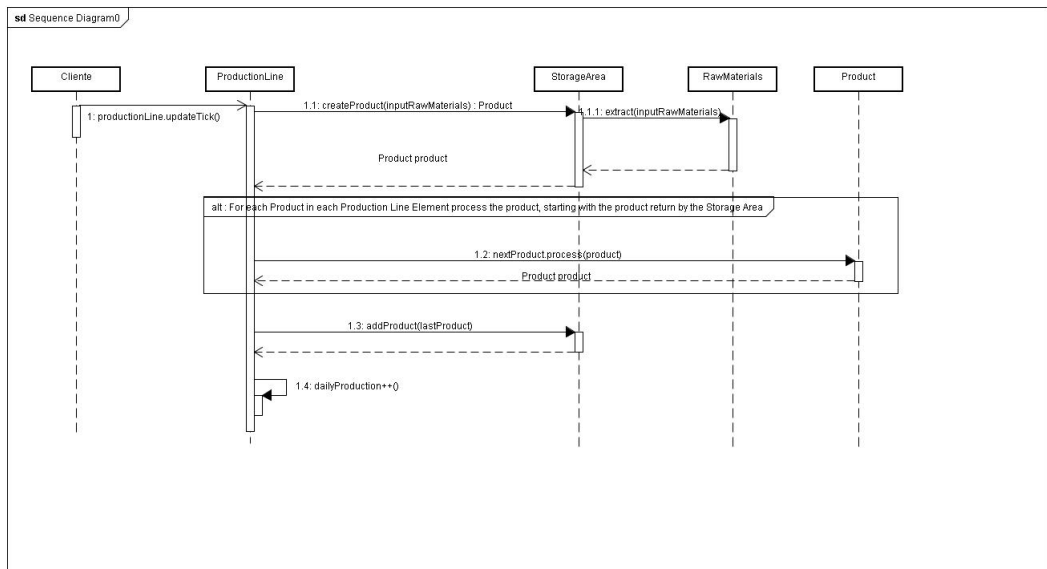 sd Sequence Diagram0
Cliente
ProductionLine
StorageArea
RawMaterials
Product
1: productionLine.updateTick()
1.1: createProduct(inputRawMaterials) : Product
1.1.1: extract(inputRawMaterials)
Product product
alt : For each Product in each Production Line Element process the product, starting with the product return by the Storage Area
1.2: nextProduct.process(product)
Product product
1.3: addProduct(lastProduct)
1.4: dailyProduction++()